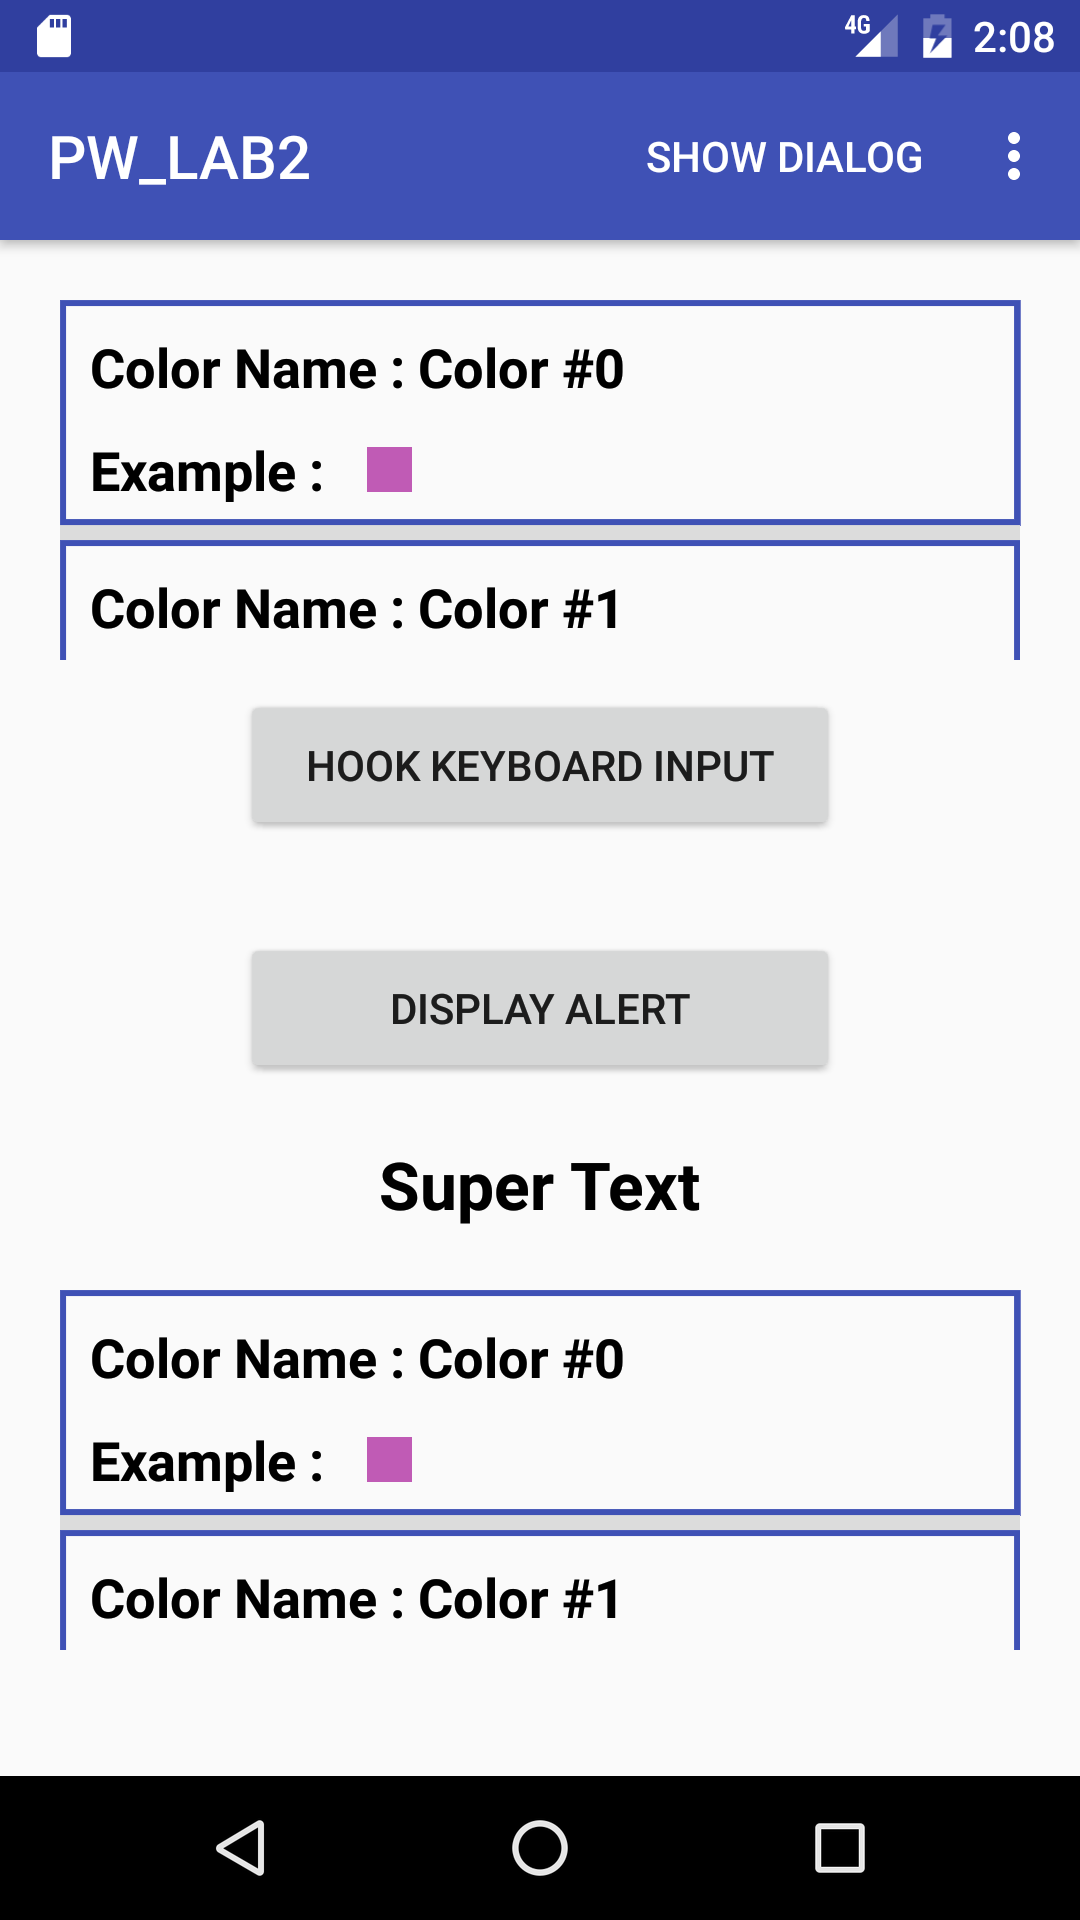 4G 2:08
PW_LAB2 SHOW DIALOG
Color Name : Color #0
Example :
Color Name : Color #1
HOOK KEYBOARD INPUT
DISPLAY ALERT
Super Text
Color Name : Color #0
Example :
Color Name : Color #1